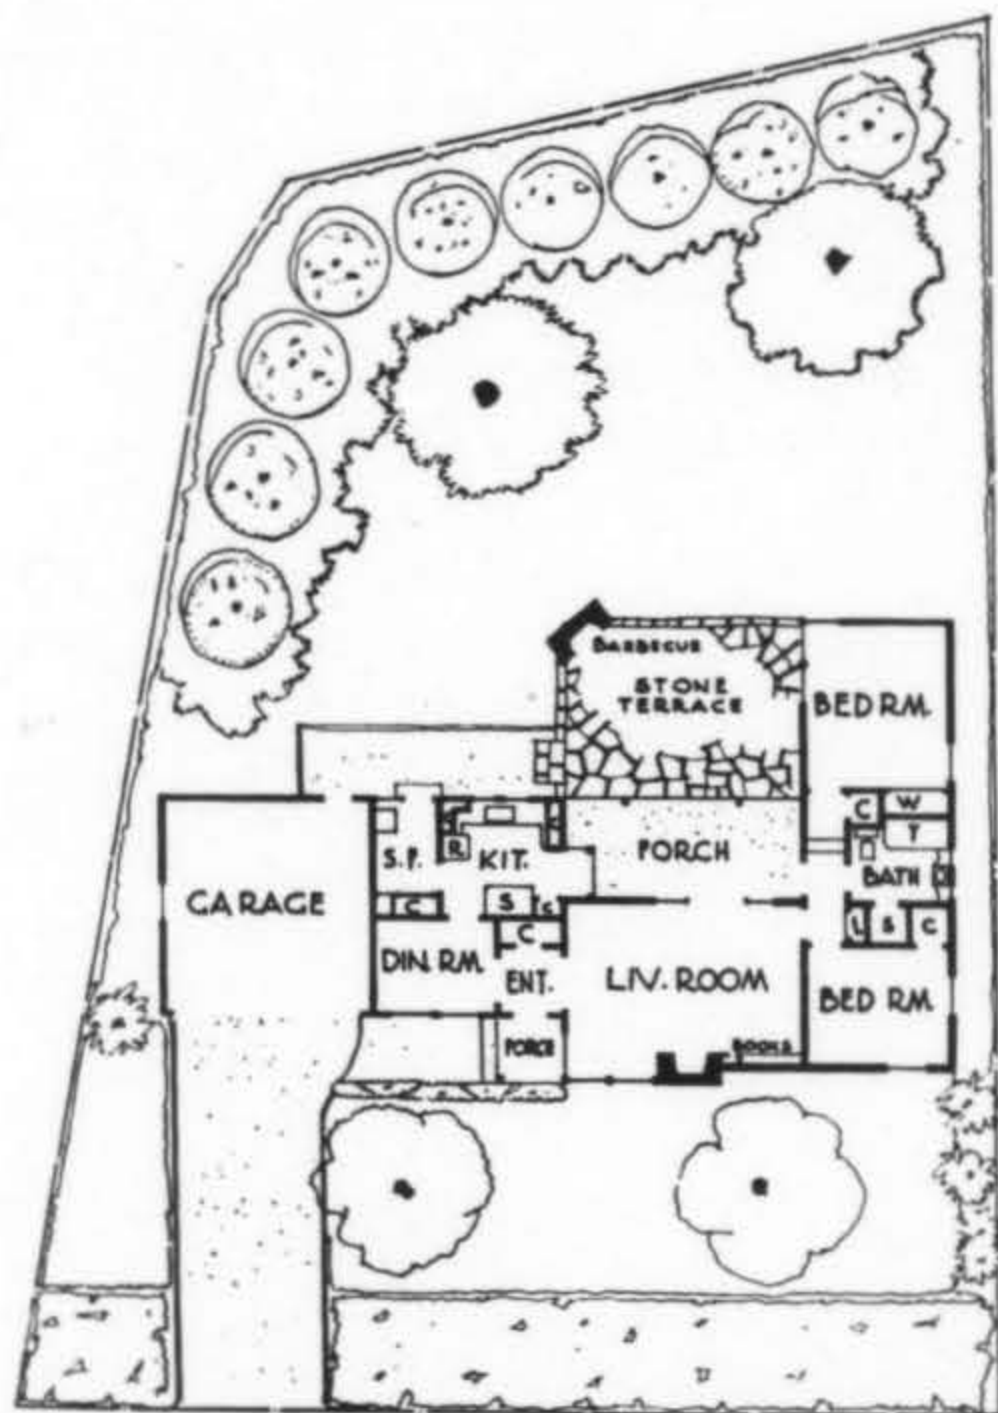 BARBECUE
STONE
TERRACE
BED RM.
C
W
T
S.P.
R
KIT.
PORCH
BATH
GARAGE
C
S
C
L
S
C
C
DIN. RM.
ENT.
LIV. ROOM
BED RM.
PORCH
BOOKS